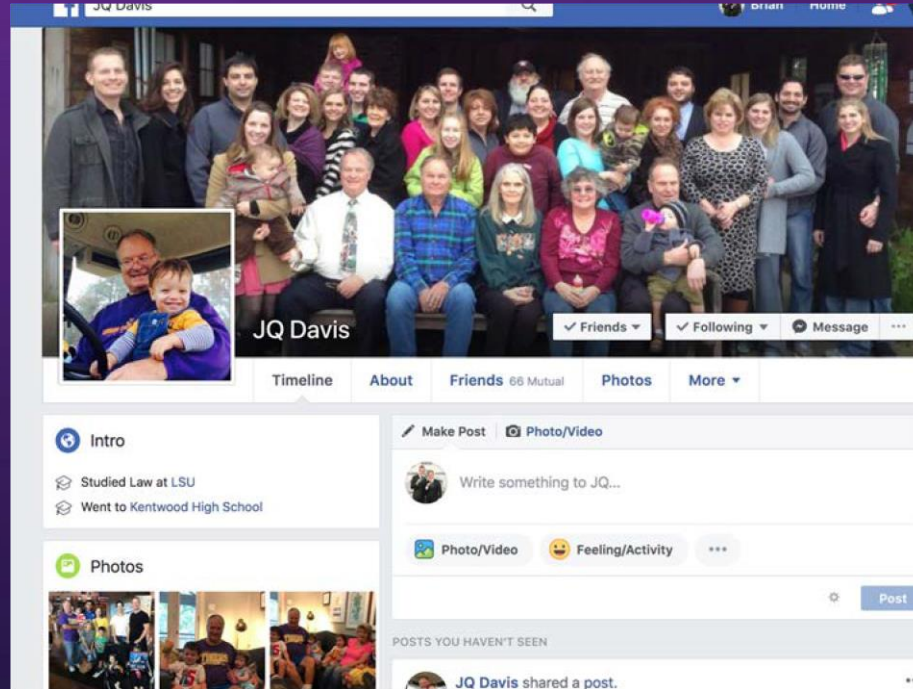 JQ Davis
Brian Home
JQ Davis
Friends
Following
Message
Timeline About Friends 66 Mutual Photos More
Intro
Studied Law at LSU
Went to Kentwood High School
Photos
Make Post Photo/Video
Write something to JQ...
Photo/Video Feeling/Activity
Post
POSTS YOU HAVEN'T SEEN
JQ Davis shared a post.